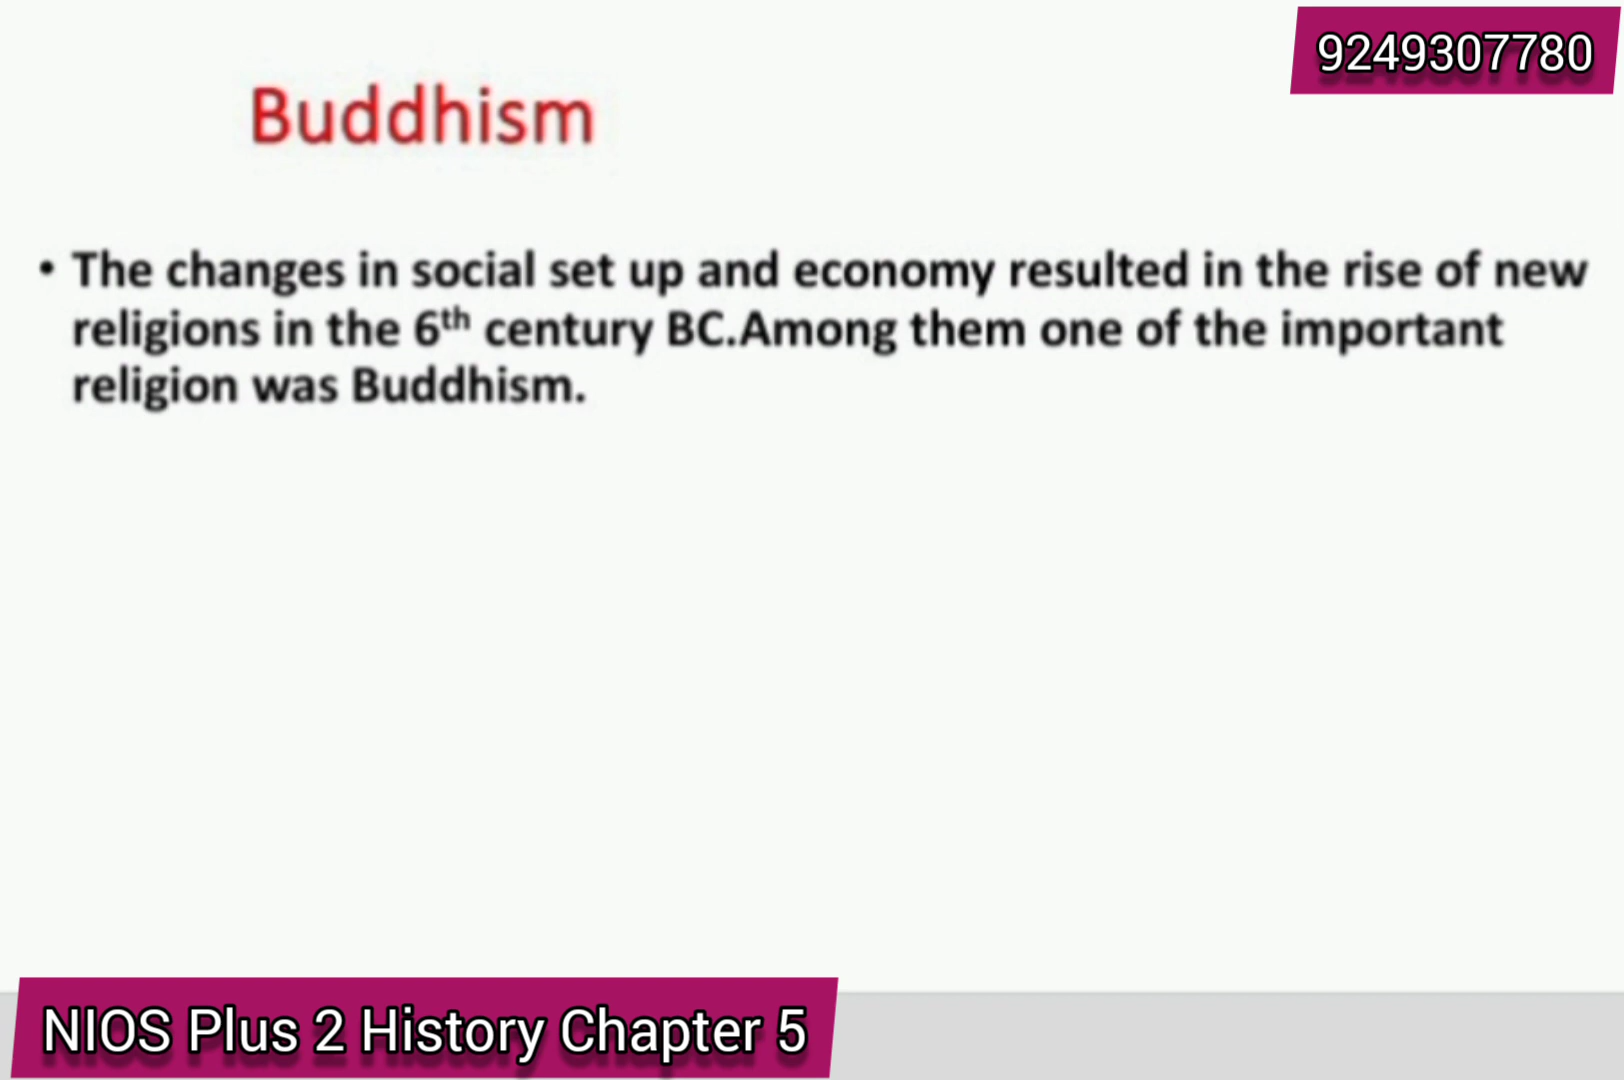 9249307780
Buddhism
• The changes in social set up and economy resulted in the rise of new
religions in the 6th century BC.Among them one of the important
religion was Buddhism.
NIOS Plus 2 History Chapter 5